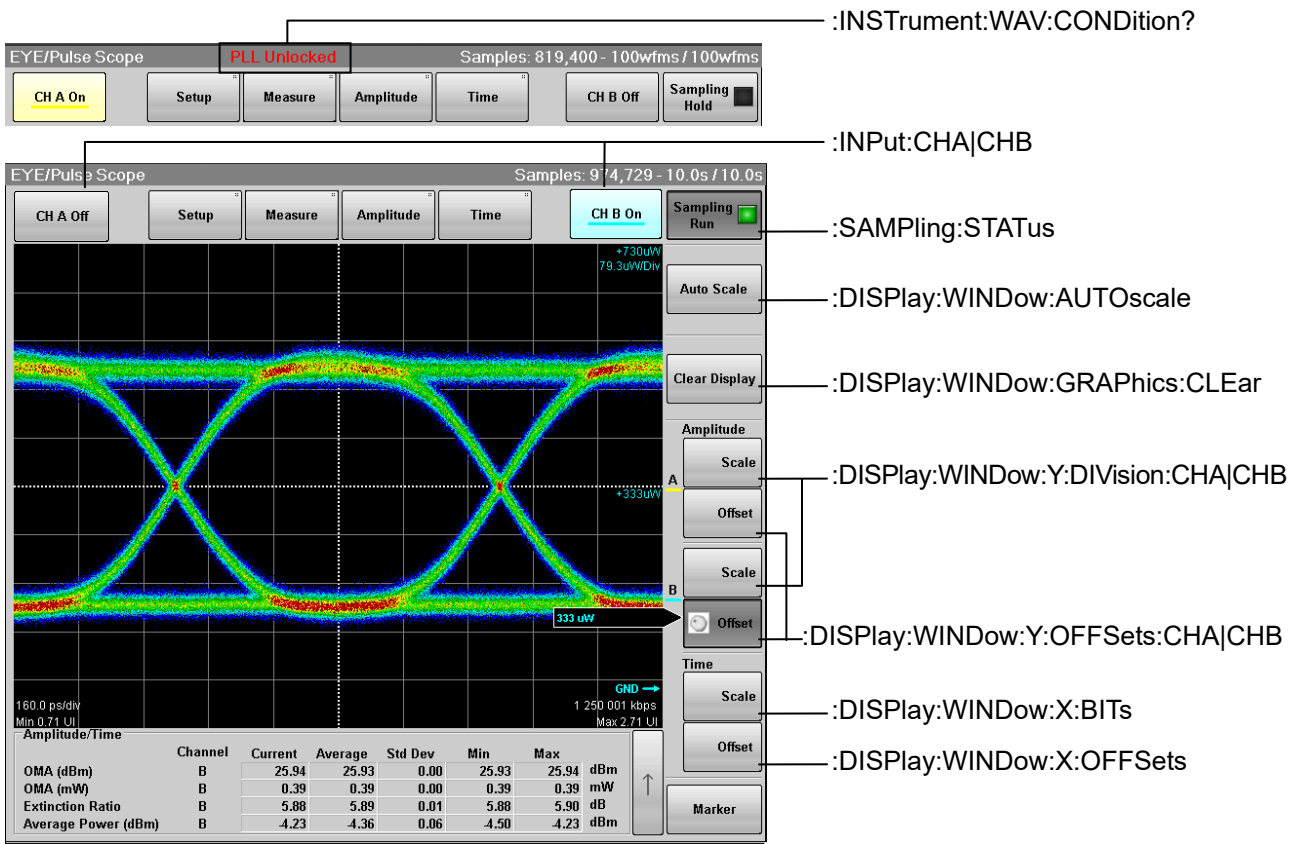 :INSTrument:WAV:CONDition?
EYE/Pulse Scope PLL Unlocked Samples: 819,400 - 100wfms / 100wfms
CH A On Setup Measure Amplitude Time CH B Off Sampling Hold
:INPut:CHA|CHB
EYE/Pulse Scope Samples: 974,729 - 10.0s / 10.0s
CH A Off Setup Measure Amplitude Time CH B On Sampling Run
:SAMPling:STATus
+730uW
79.3uW/Div
Auto Scale
:DISPlay:WINDow:AUTOscale
Clear Display
:DISPlay:WINDow:GRAPhics:CLEar
Amplitude
Scale
:DISPlay:WINDow:Y:DIVision:CHA|CHB
A
+333uW
Offset
Scale
B
333 uW
Offset
:DISPlay:WINDow:Y:OFFSets:CHA|CHB
Time
GND
Scale
160.0 ps/div 1 250 001 kbps
:DISPlay:WINDow:X:BITs
Min 0.71 UI Max 2.71 UI
Offset
:DISPlay:WINDow:X:OFFSets
Amplitude/Time
Channel Current Average Std Dev Min Max
OMA (dBm) B 25.94 25.93 0.00 25.93 25.94 dBm
OMA (mW) B 0.39 0.39 0.00 0.39 0.39 mW
Extinction Ratio B 5.88 5.89 0.01 5.88 5.90 dB
Average Power (dBm) B -4.23 -4.36 0.06 -4.50 -4.23 dBm
Marker